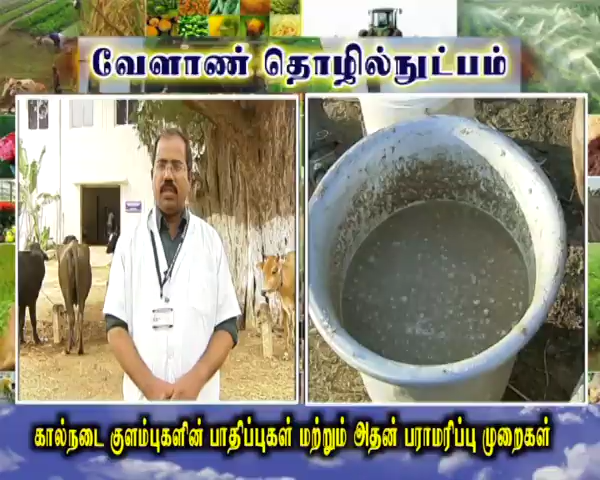 வேளாண் தொழில்நுட்பம்
கால்நடை குளம்புகளின் பாதிப்புகள் மற்றும் அதன் பராமரிப்பு முறைகள்